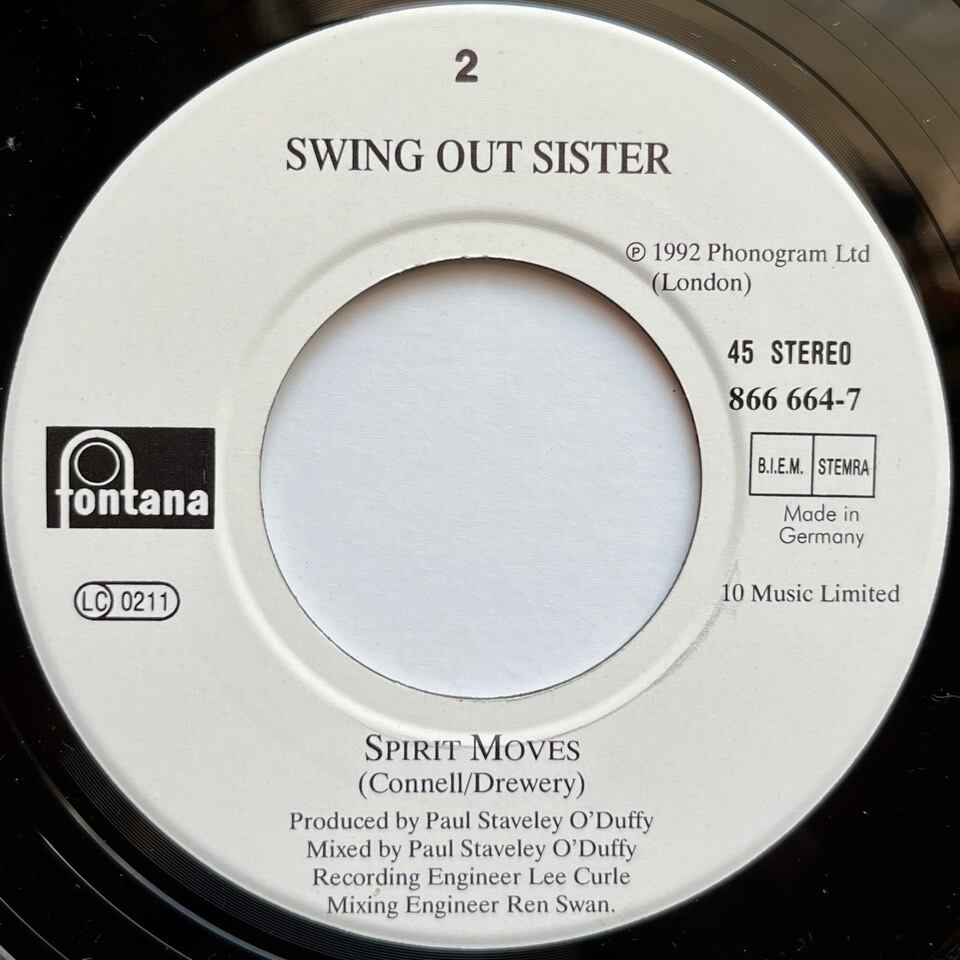 2
SWING OUT SISTER
℗ 1992 Phonogram Ltd
(London)
45 STEREO
866 664-7
B.I.E.M. STEMRA
Made in
Germany
fontana
LC 0211
10 Music Limited
SPIRIT MOVES
(Connell/Drewery)
Produced by Paul Staveley O'Duffy
Mixed by Paul Staveley O'Duffy
Recording Engineer Lee Curle
Mixing Engineer Ren Swan.